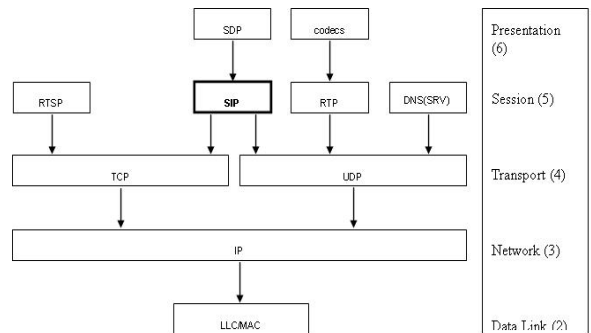 SDP
codecs
Presentation
(6)
RTSP
SIP
RTP
DNS(SRV)
Session (5)
TCP
UDP
Transport (4)
IP
Network (3)
LLC/MAC
Data Link (2)